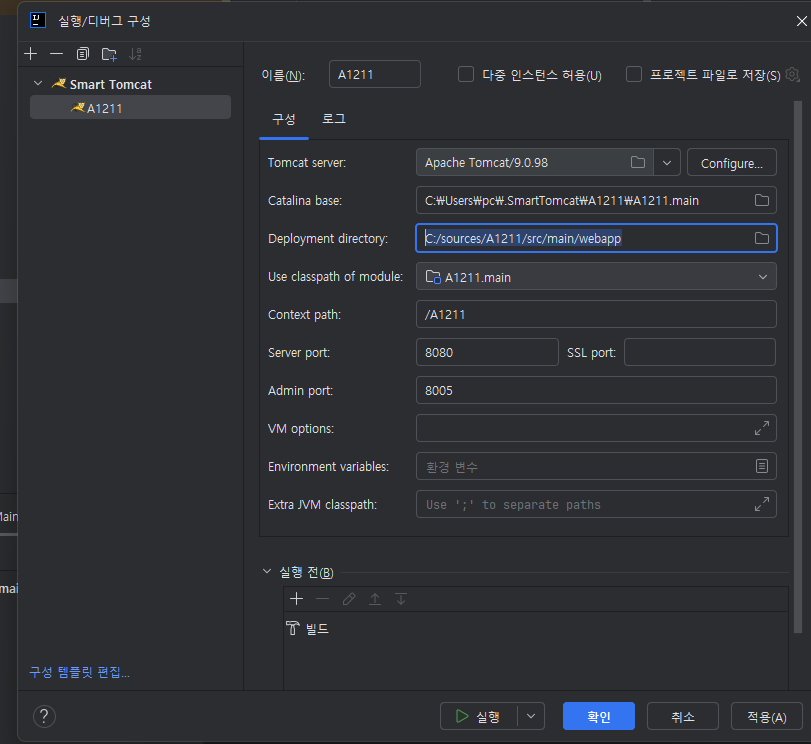 실행/디버그 구성
Smart Tomcat
A1211
이름(N):
A1211
다중 인스턴스 허용(U)
프로젝트 파일로 저장(S)
구성
로그
Tomcat server:
Apache Tomcat/9.0.98
Configure...
Catalina base:
C:₩Users₩pc₩.SmartTomcat₩A1211₩A1211.main
Deployment directory:
C:/sources/A1211/src/main/webapp
Use classpath of module:
A1211.main
Context path:
/A1211
Server port:
8080
SSL port:
Admin port:
8005
VM options:
Environment variables:
환경 변수
Extra JVM classpath:
Use ';' to separate paths
실행 전(B)
빌드
구성 템플릿 편집...
?
실행
확인
취소
적용(A)